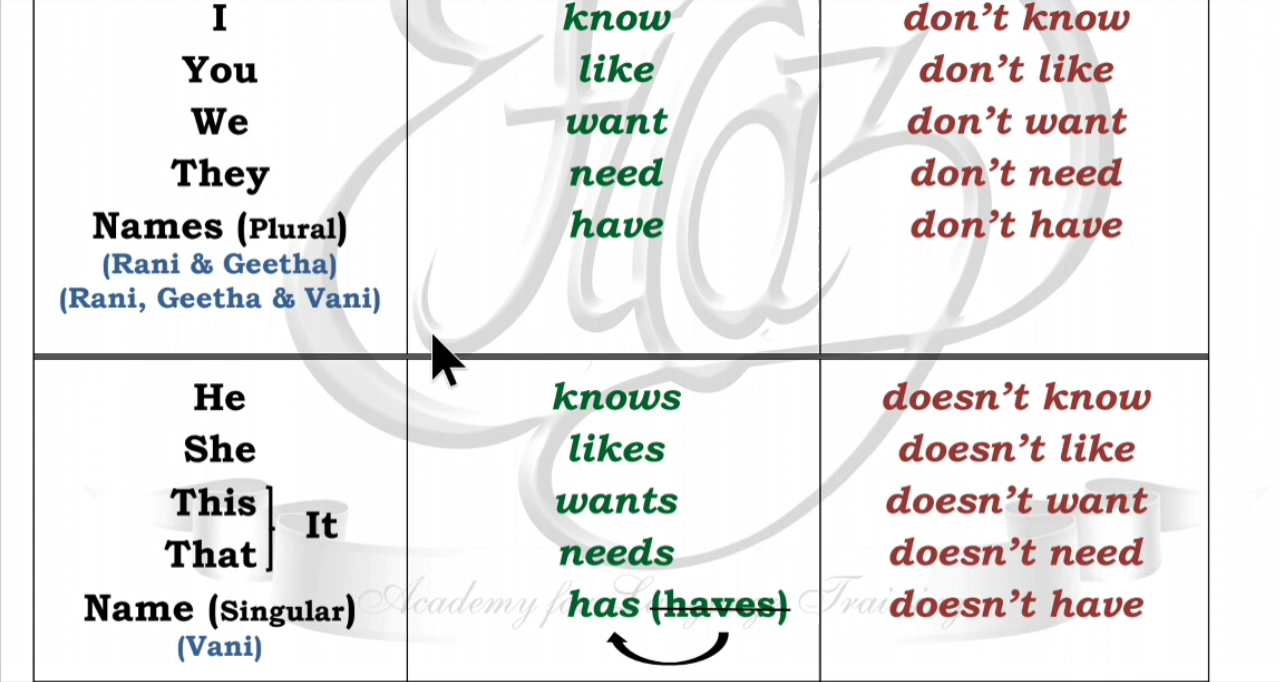 I know don't know
You like don't like
We want don't want
They need don't need
Names (Plural) have don't have
(Rani & Geetha)
(Rani, Geetha & Vani)
He knows doesn't know
She likes doesn't like
This wants doesn't want
It
That needs doesn't need
Name (Singular) has (haves) doesn't have
(Vani)
Academy for